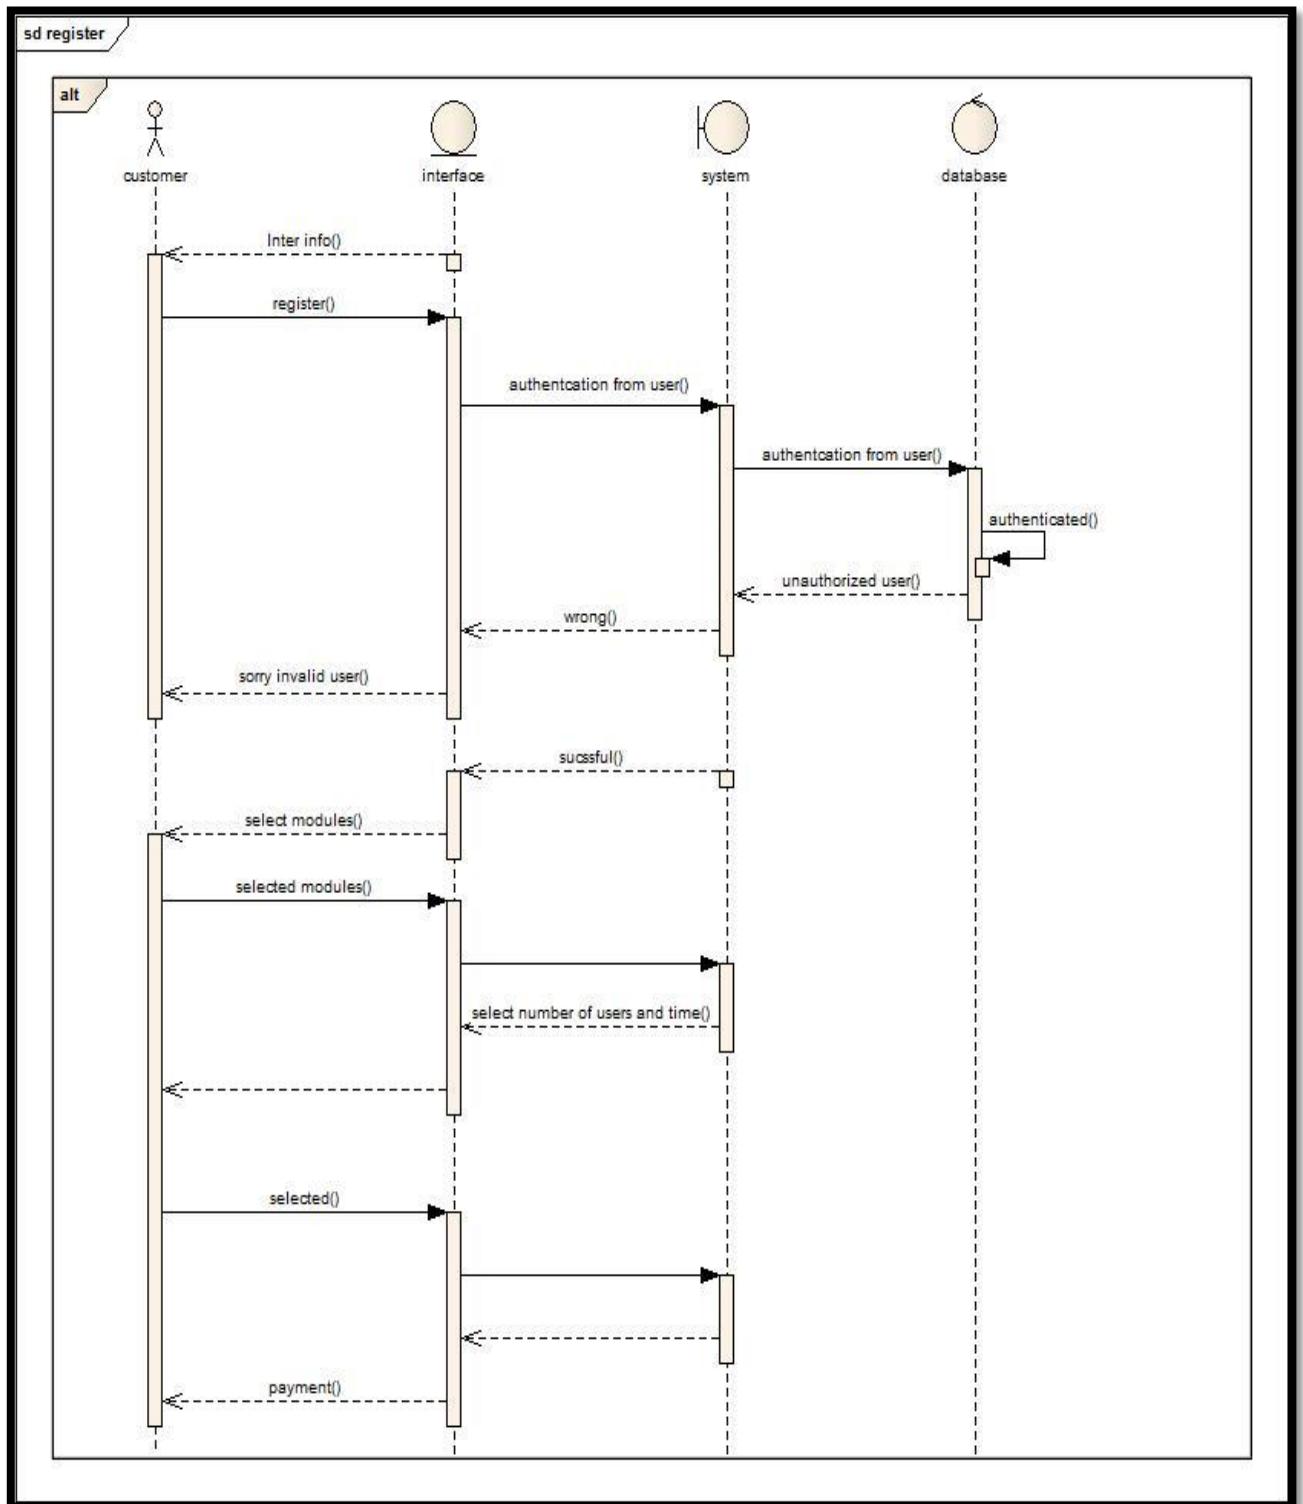 sd register
alt
customer
interface
system
database
Inter info()
register()
authentcation from user()
authentcation from user()
authenticated()
unauthorized user()
wrong()
sorry invalid user()
sucssful()
select modules()
selected modules()
select number of users and time()
selected()
payment()